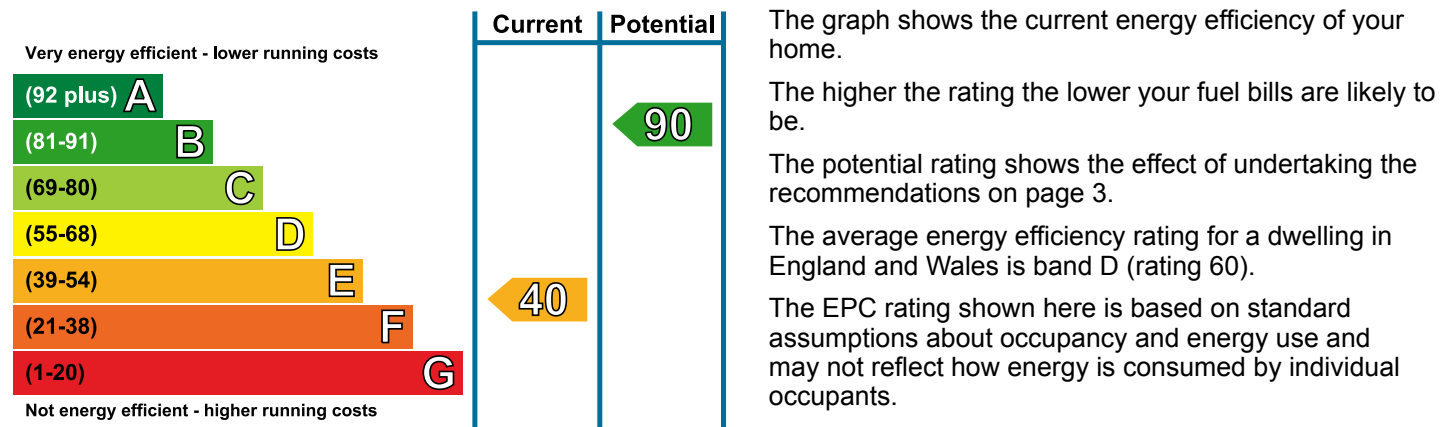 Current Potential
Very energy efficient - lower running costs
(92 plus) A
(81-91) B
(69-80) C
(55-68) D
(39-54) E
(21-38) F
(1-20) G
Not energy efficient - higher running costs
40
90
The graph shows the current energy efficiency of your
home.
The higher the rating the lower your fuel bills are likely to
be.
The potential rating shows the effect of undertaking the
recommendations on page 3.
The average energy efficiency rating for a dwelling in
England and Wales is band D (rating 60).
The EPC rating shown here is based on standard
assumptions about occupancy and energy use and
may not reflect how energy is consumed by individual
occupants.